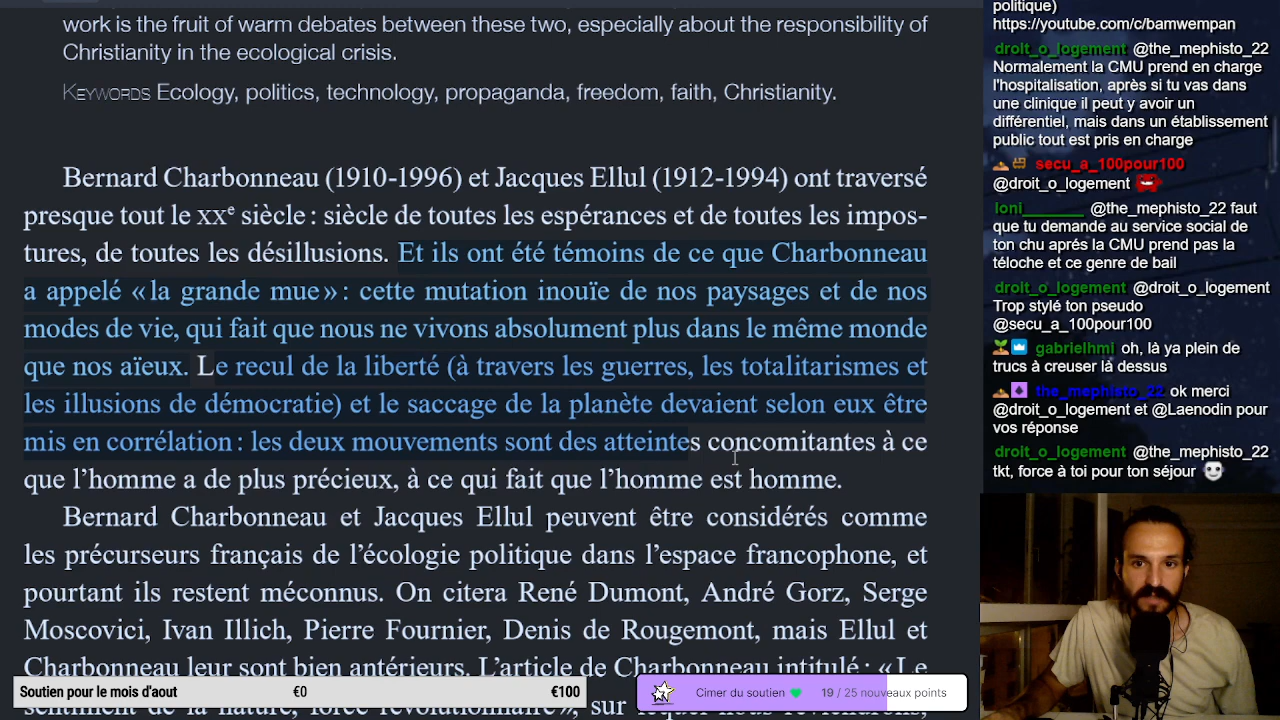 work is the fruit of warm debates between these two, especially about the responsibility of
Christianity in the ecological crisis.
KEYWORDS Ecology, politics, technology, propaganda, freedom, faith, Christianity.
Bernard Charbonneau (1910-1996) et Jacques Ellul (1912-1994) ont traversé
presque tout le XXe siècle : siècle de toutes les espérances et de toutes les impos-
tures, de toutes les désillusions. Et ils ont été témoins de ce que Charbonneau
a appelé « la grande mue » : cette mutation inouïe de nos paysages et de nos
modes de vie, qui fait que nous ne vivons absolument plus dans le même monde
que nos aïeux. Le recul de la liberté (à travers les guerres, les totalitarismes et
les illusions de démocratie) et le saccage de la planète devaient selon eux être
mis en corrélation : les deux mouvements sont des atteintes concomitantes à ce
que l'homme a de plus précieux, à ce qui fait que l'homme est homme.
Bernard Charbonneau et Jacques Ellul peuvent être considérés comme
les précurseurs français de l'écologie politique dans l'espace francophone, et
pourtant ils restent méconnus. On citera René Dumont, André Gorz, Serge
Moscovici, Ivan Illich, Pierre Fournier, Denis de Rougemont, mais Ellul et
Charbonneau leur sont bien antérieurs. L'article de Charbonneau intitulé : « Le
Soutien pour le mois d'aout €0 €100
Cimer du soutien 💚 19 / 25 nouveaux points
politique)
https://youtube.com/c/bamwempan
droit_o_logement @the_mephisto_22
Normalement la CMU prend en charge
l'hospitalisation, après si tu vas dans
une clinique il peut y avoir un
différentiel, mais dans un établissement
public tout est pris en charge
secu_a_100pour100
@droit_o_logement
loni_______ @the_mephisto_22 faut
que tu demande au service social de
ton chu aprés la CMU prend pas la
téloche et ce genre de bail
droit_o_logement @droit_o_logement
Trop stylé ton pseudo
@secu_a_100pour100
gabrielhmi oh, là ya plein de
trucs à creuser là dessus
the_mephisto_22 ok merci
@droit_o_logement et @Laenodin pour
vos réponse
droit_o_logement @the_mephisto_22
tkt, force à toi pour ton séjour